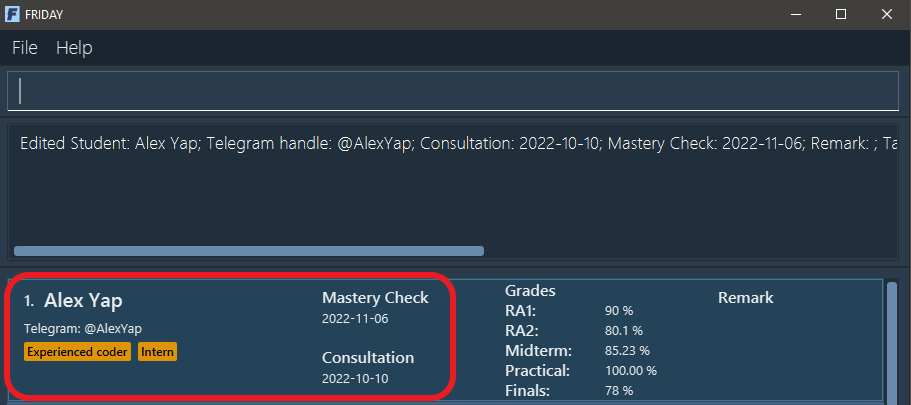 FRIDAY
File Help
Edited Student: Alex Yap; Telegram handle: @AlexYap; Consultation: 2022-10-10; Mastery Check: 2022-11-06; Remark: ; Ta
1. Alex Yap
Telegram: @AlexYap
Experienced coder Intern
Mastery Check
2022-11-06
Consultation
2022-10-10
Grades
RA1: 90 %
RA2: 80.1 %
Midterm: 85.23 %
Practical: 100.00 %
Finals: 78 %
Remark